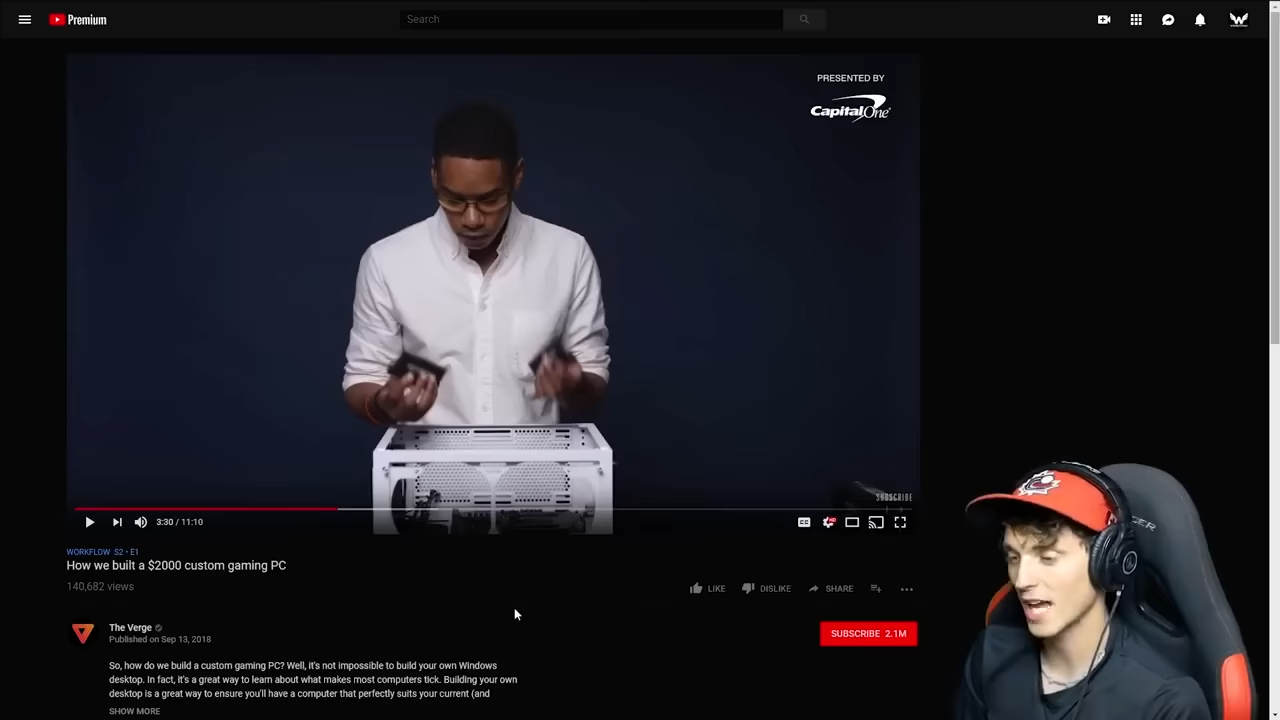 Premium
Search
PRESENTED BY
CapitalOne
SUBSCRIBE
3:30 / 11:10
CC
WORKFLOW S2 • E1
How we built a $2000 custom gaming PC
140,682 views
LIKE
DISLIKE
SHARE
The Verge
Published on Sep 13, 2018
SUBSCRIBE 2.1M
So, how do we build a custom gaming PC? Well, it's not impossible to build your own Windows
desktop. In fact, it's a great way to learn about what makes most computers tick. Building your own
desktop is a great way to ensure you'll have a computer that perfectly suits your current (and
SHOW MORE